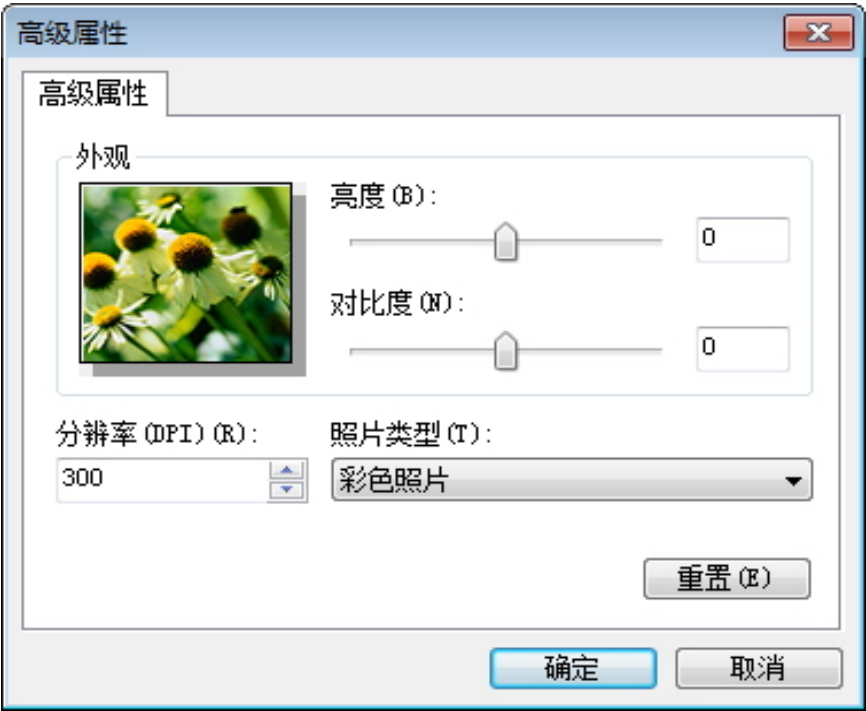 高级属性
高级属性
外观
亮度(B):
0
对比度(N):
0
分辨率(DPI)(R):
300
照片类型(T):
彩色照片
重置(E)
确定
取消